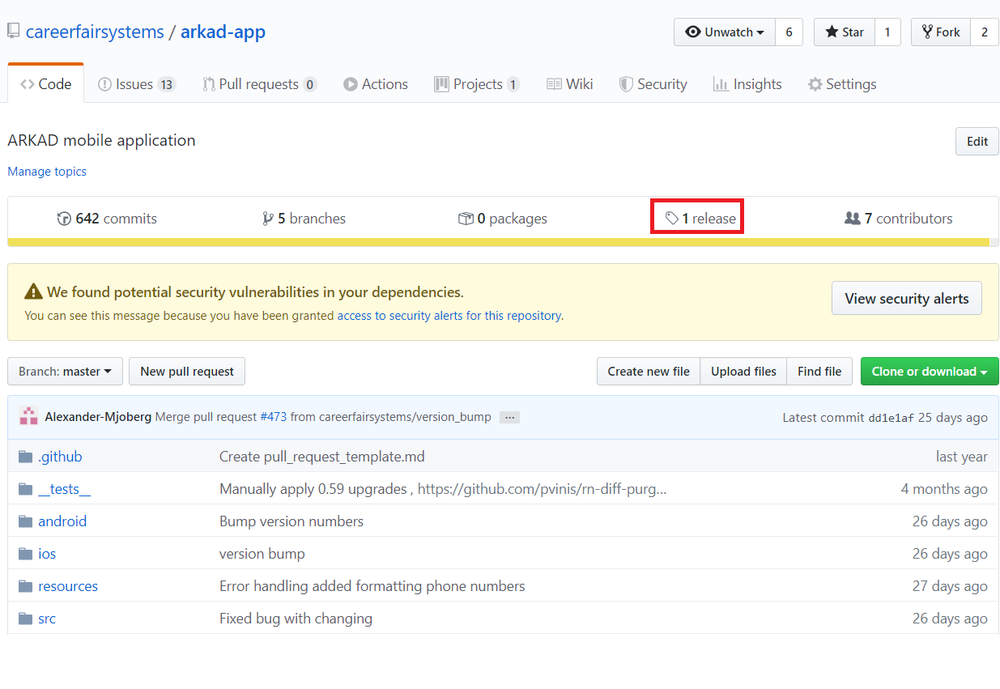 careerfairsystems / arkad-app Unwatch 6 Star 1 Fork 2
Code Issues 13 Pull requests 0 Actions Projects 1 Wiki Security Insights Settings
ARKAD mobile application Edit
Manage topics
642 commits 5 branches 0 packages 1 release 7 contributors
We found potential security vulnerabilities in your dependencies.
You can see this message because you have been granted access to security alerts for this repository.
View security alerts
Branch: master New pull request Create new file Upload files Find file Clone or download
Alexander-Mjoberg Merge pull request #473 from careerfairsystems/version_bump ... Latest commit dd1e1af 25 days ago
.github Create pull_request_template.md last year
__tests__ Manually apply 0.59 upgrades , https://github.com/pvinis/rn-diff-purg... 4 months ago
android Bump version numbers 26 days ago
ios version bump 26 days ago
resources Error handling added formatting phone numbers 27 days ago
src Fixed bug with changing 26 days ago